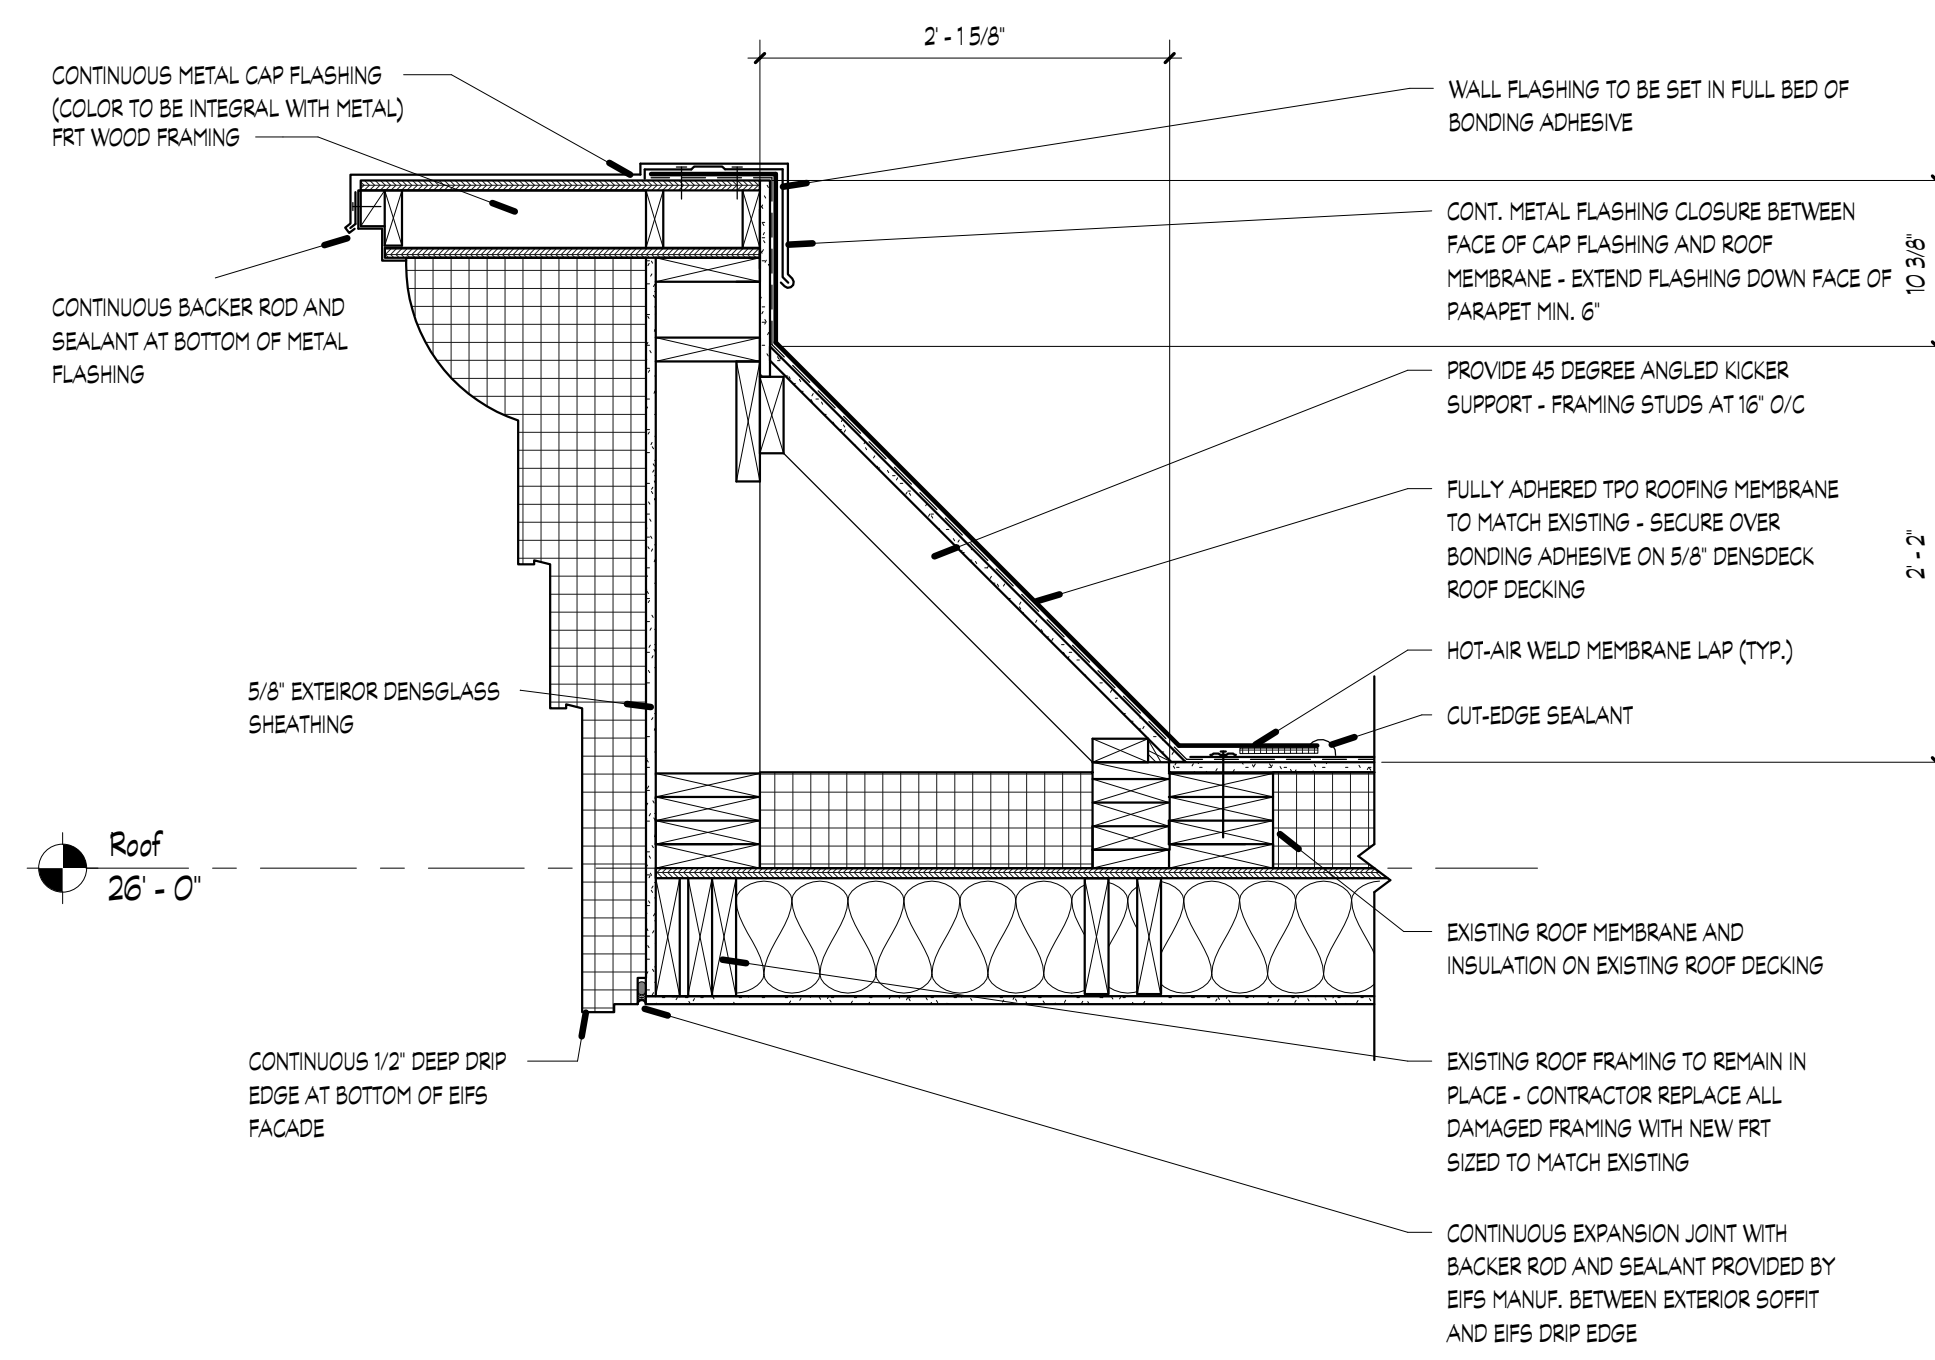 2' - 1 5/8"
CONTINUOUS METAL CAP FLASHING
(COLOR TO BE INTEGRAL WITH METAL)
FRT WOOD FRAMING
CONTINUOUS BACKER ROD AND
SEALANT AT BOTTOM OF METAL
FLASHING
5/8" EXTEIROR DENSGLASS
SHEATHING
Roof
26' - 0"
CONTINUOUS 1/2" DEEP DRIP
EDGE AT BOTTOM OF EIFS
FACADE
WALL FLASHING TO BE SET IN FULL BED OF
BONDING ADHESIVE
CONT. METAL FLASHING CLOSURE BETWEEN
FACE OF CAP FLASHING AND ROOF
MEMBRANE - EXTEND FLASHING DOWN FACE OF
PARAPET MIN. 6"
10 3/8"
PROVIDE 45 DEGREE ANGLED KICKER
SUPPORT - FRAMING STUDS AT 16" O/C
FULLY ADHERED TPO ROOFING MEMBRANE
TO MATCH EXISTING - SECURE OVER
BONDING ADHESIVE ON 5/8" DENSDECK
ROOF DECKING
2' - 2"
HOT-AIR WELD MEMBRANE LAP (TYP.)
CUT-EDGE SEALANT
EXISTING ROOF MEMBRANE AND
INSULATION ON EXISTING ROOF DECKING
EXISTING ROOF FRAMING TO REMAIN IN
PLACE - CONTRACTOR REPLACE ALL
DAMAGED FRAMING WITH NEW FRT
SIZED TO MATCH EXISTING
CONTINUOUS EXPANSION JOINT WITH
BACKER ROD AND SEALANT PROVIDED BY
EIFS MANUF. BETWEEN EXTERIOR SOFFIT
AND EIFS DRIP EDGE